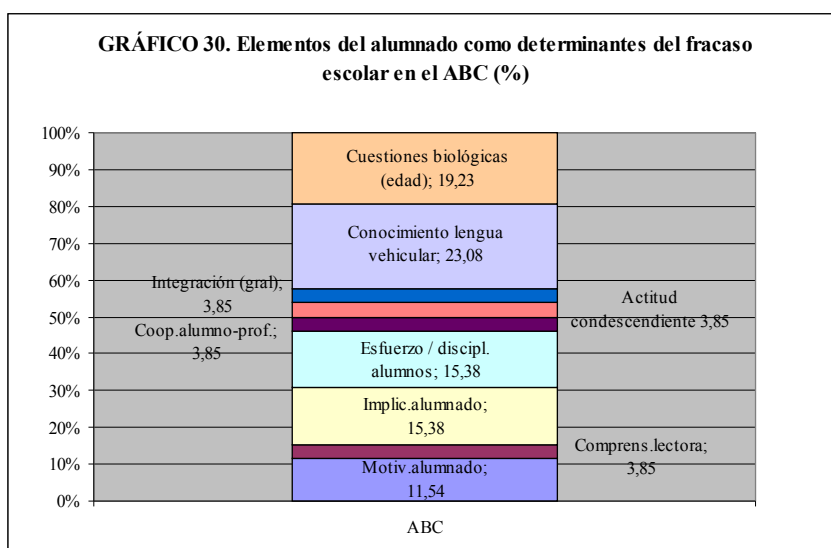 GRÁFICO 30. Elementos del alumnado como determinantes del fracaso
escolar en el ABC (%)
100%
90%
80%
70%
60%
50%
40%
30%
20%
10%
0%
Cuestiones biológicas
(edad); 19,23
Conocimiento lengua
vehicular; 23,08
Integración (gral);
3,85
Actitud
condescendiente 3,85
Coop.alumno-prof.;
3,85
Esfuerzo / discipl.
alumnos; 15,38
Implic.alumnado;
15,38
Comprens.lectora;
3,85
Motiv.alumnado;
11,54
ABC